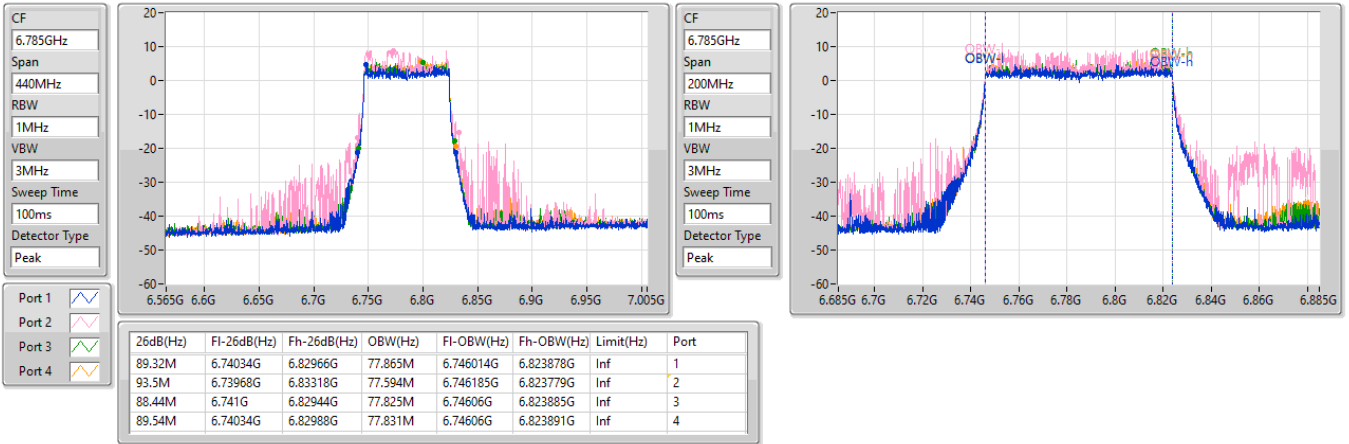 CF
6.785GHz
Span
440MHz
RBW
1MHz
VBW
3MHz
Sweep Time
100ms
Detector Type
Peak
20
10
0
-10
-20
-30
-40
-50
-60
6.565G 6.6G 6.65G 6.7G 6.75G 6.8G 6.85G 6.9G 6.95G 7.005G
CF
6.785GHz
Span
200MHz
RBW
1MHz
VBW
3MHz
Sweep Time
100ms
Detector Type
Peak
20
10
0
-10
-20
-30
-40
-50
-60
OBW-l
OBW-h
OBW-h
6.685G 6.7G 6.72G 6.74G 6.76G 6.78G 6.8G 6.82G 6.84G 6.86G 6.885G
Port 1
Port 2
Port 3
Port 4
26dB(Hz) Fl-26dB(Hz) Fh-26dB(Hz) OBW(Hz) Fl-OBW(Hz) Fh-OBW(Hz) Limit(Hz) Port
89.32M 6.74034G 6.82966G 77.865M 6.746014G 6.823878G Inf 1
93.5M 6.73968G 6.83318G 77.594M 6.746185G 6.823779G Inf 2
88.44M 6.741G 6.82944G 77.825M 6.74606G 6.823885G Inf 3
89.54M 6.74034G 6.82988G 77.831M 6.74606G 6.823891G Inf 4